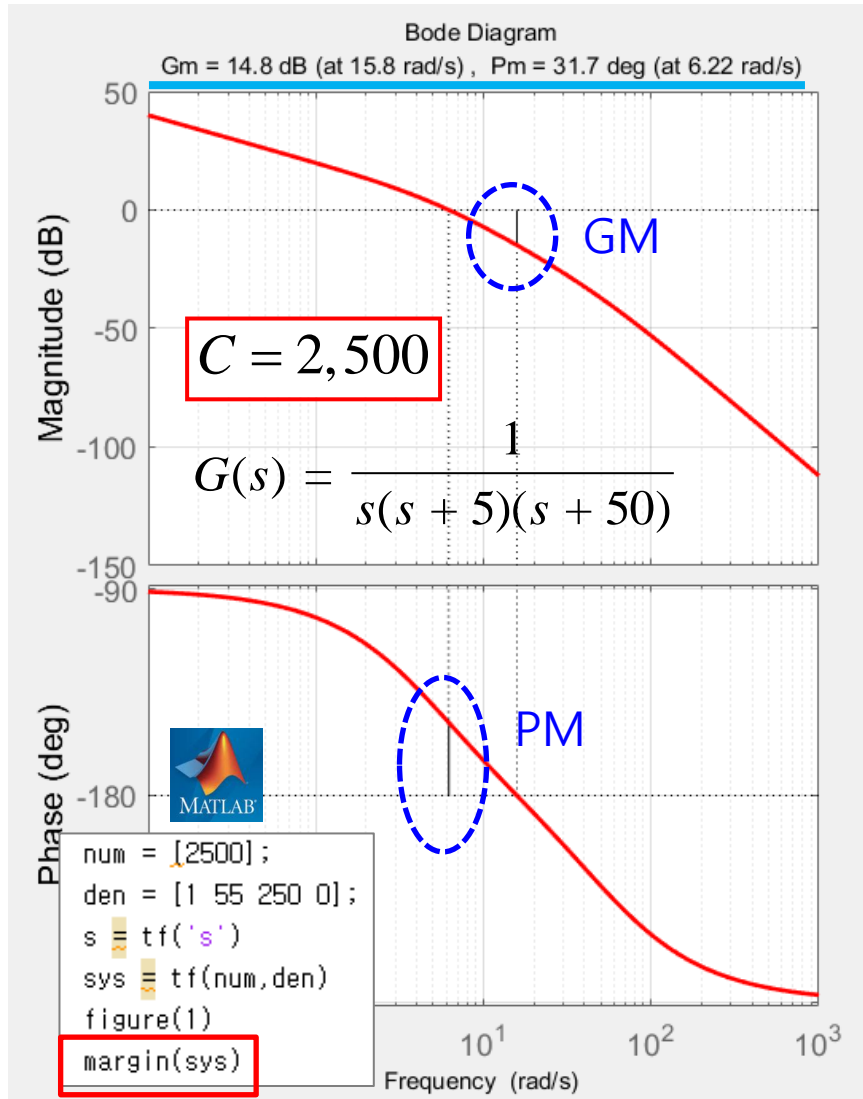 Bode Diagram
Gm = 14.8 dB (at 15.8 rad/s) ,  Pm = 31.7 deg (at 6.22 rad/s)
50
0
-50
-100
-150
Magnitude (dB)
GM
C = 2,500
G(s) = 1 / s(s + 5)(s + 50)
-90
-180
Phase (deg)
PM
MATLAB
num = [2500];
den = [1 55 250 0];
s = tf('s')
sys = tf(num,den)
figure(1)
margin(sys)
10^1
10^2
10^3
Frequency (rad/s)